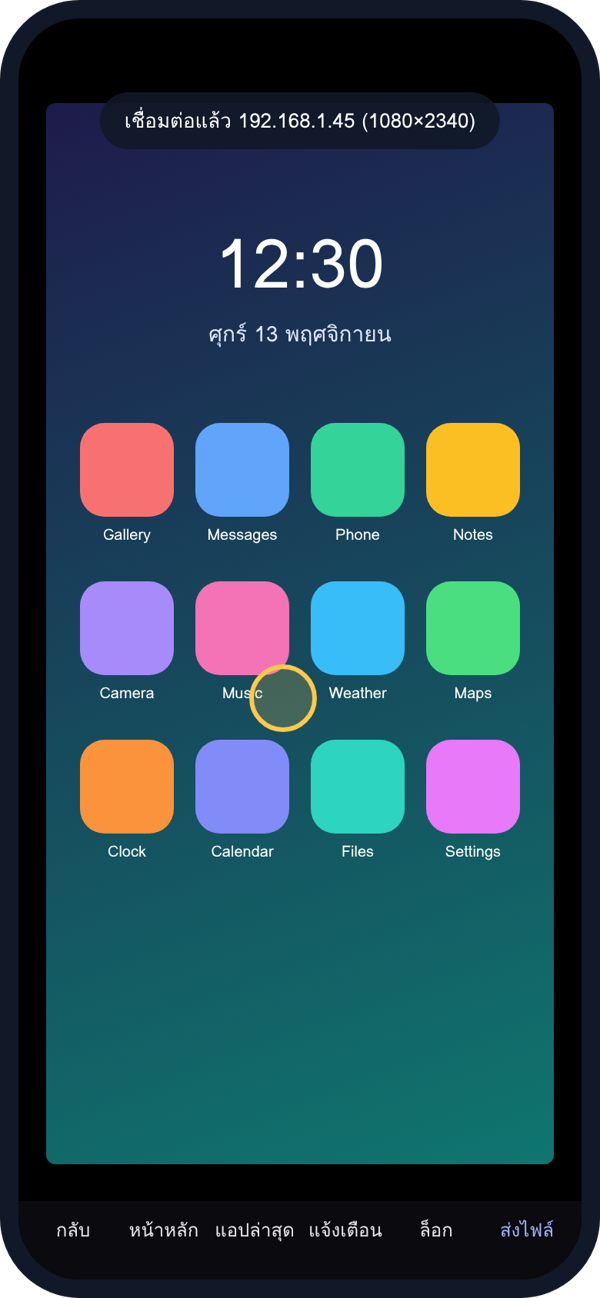 เชื่อมต่อแล้ว 192.168.1.45 (1080×2340)
12:30
ศุกร์ 13 พฤศจิกายน
Gallery Messages Phone Notes
Camera Music Weather Maps
Clock Calendar Files Settings
กลับ หน้าหลัก แอปล่าสุด แจ้งเตือน ล็อก ส่งไฟล์